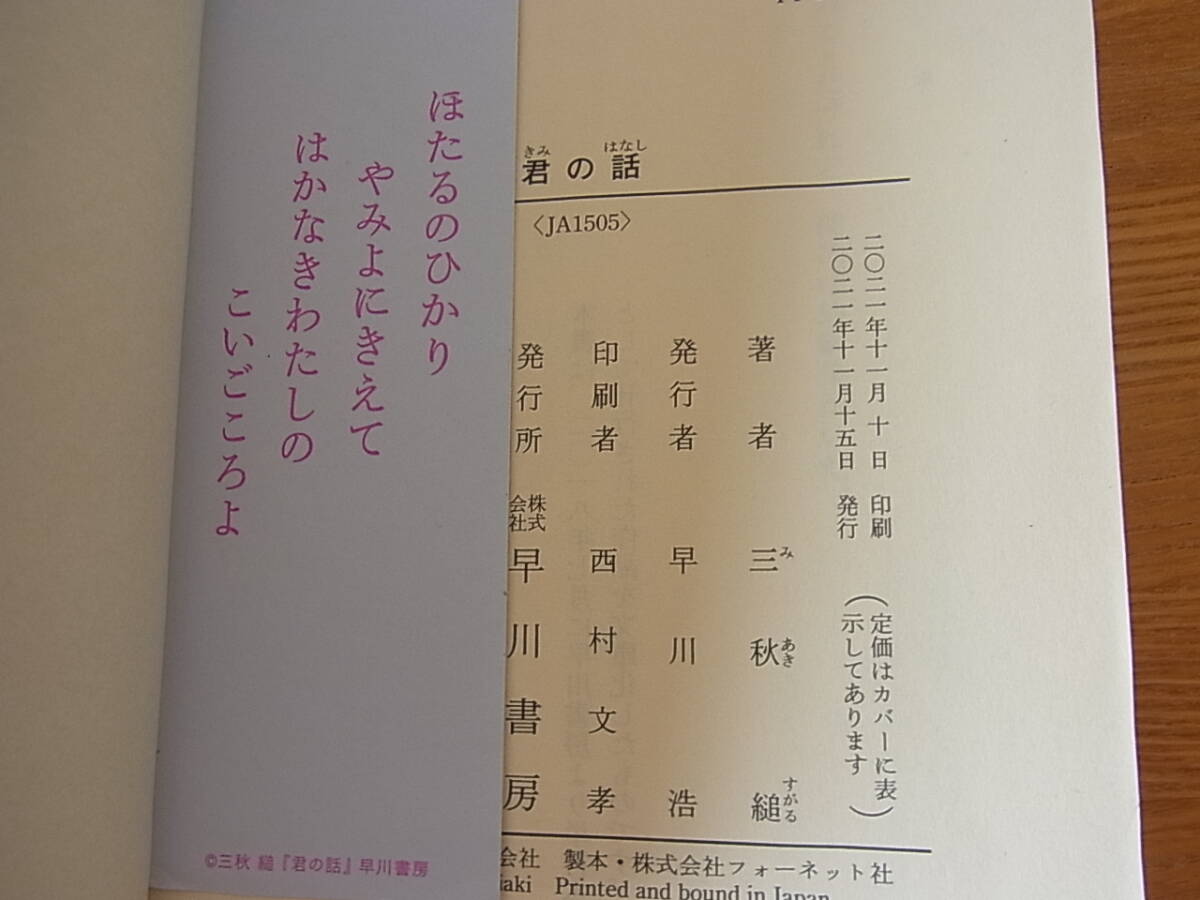 ほたるのひかり
やみよにきえて
はかなきわたしの
こいごころよ
©三秋 縋『君の話』早川書房
きみ はなし
君の話
〈JA1505〉
二〇二一年十一月 十 日 印刷
二〇二一年十一月十五日 発行
(定価はカバーに表
示してあります)
著者 三秋 縋
み あき すがる
発行者 早川 浩
印刷者 西村文孝
発行所 株式会社 早川書房
会社 製本・株式会社フォーネット社
iaki Printed and bound in Japan